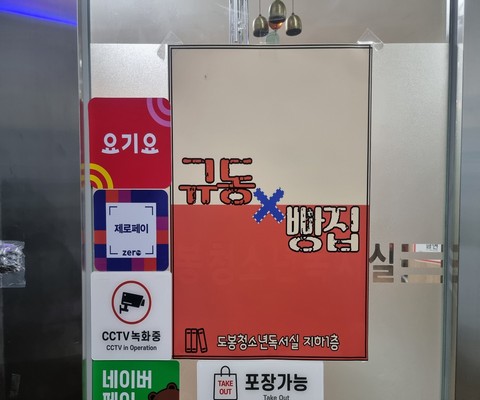 요기요
제로페이
zero
CCTV 녹화중
CCTV in Operation
네이버
페이
규동
×
빵집
도봉청소년독서실 지하1층
실
TAKE
OUT
포장가능
Take Out